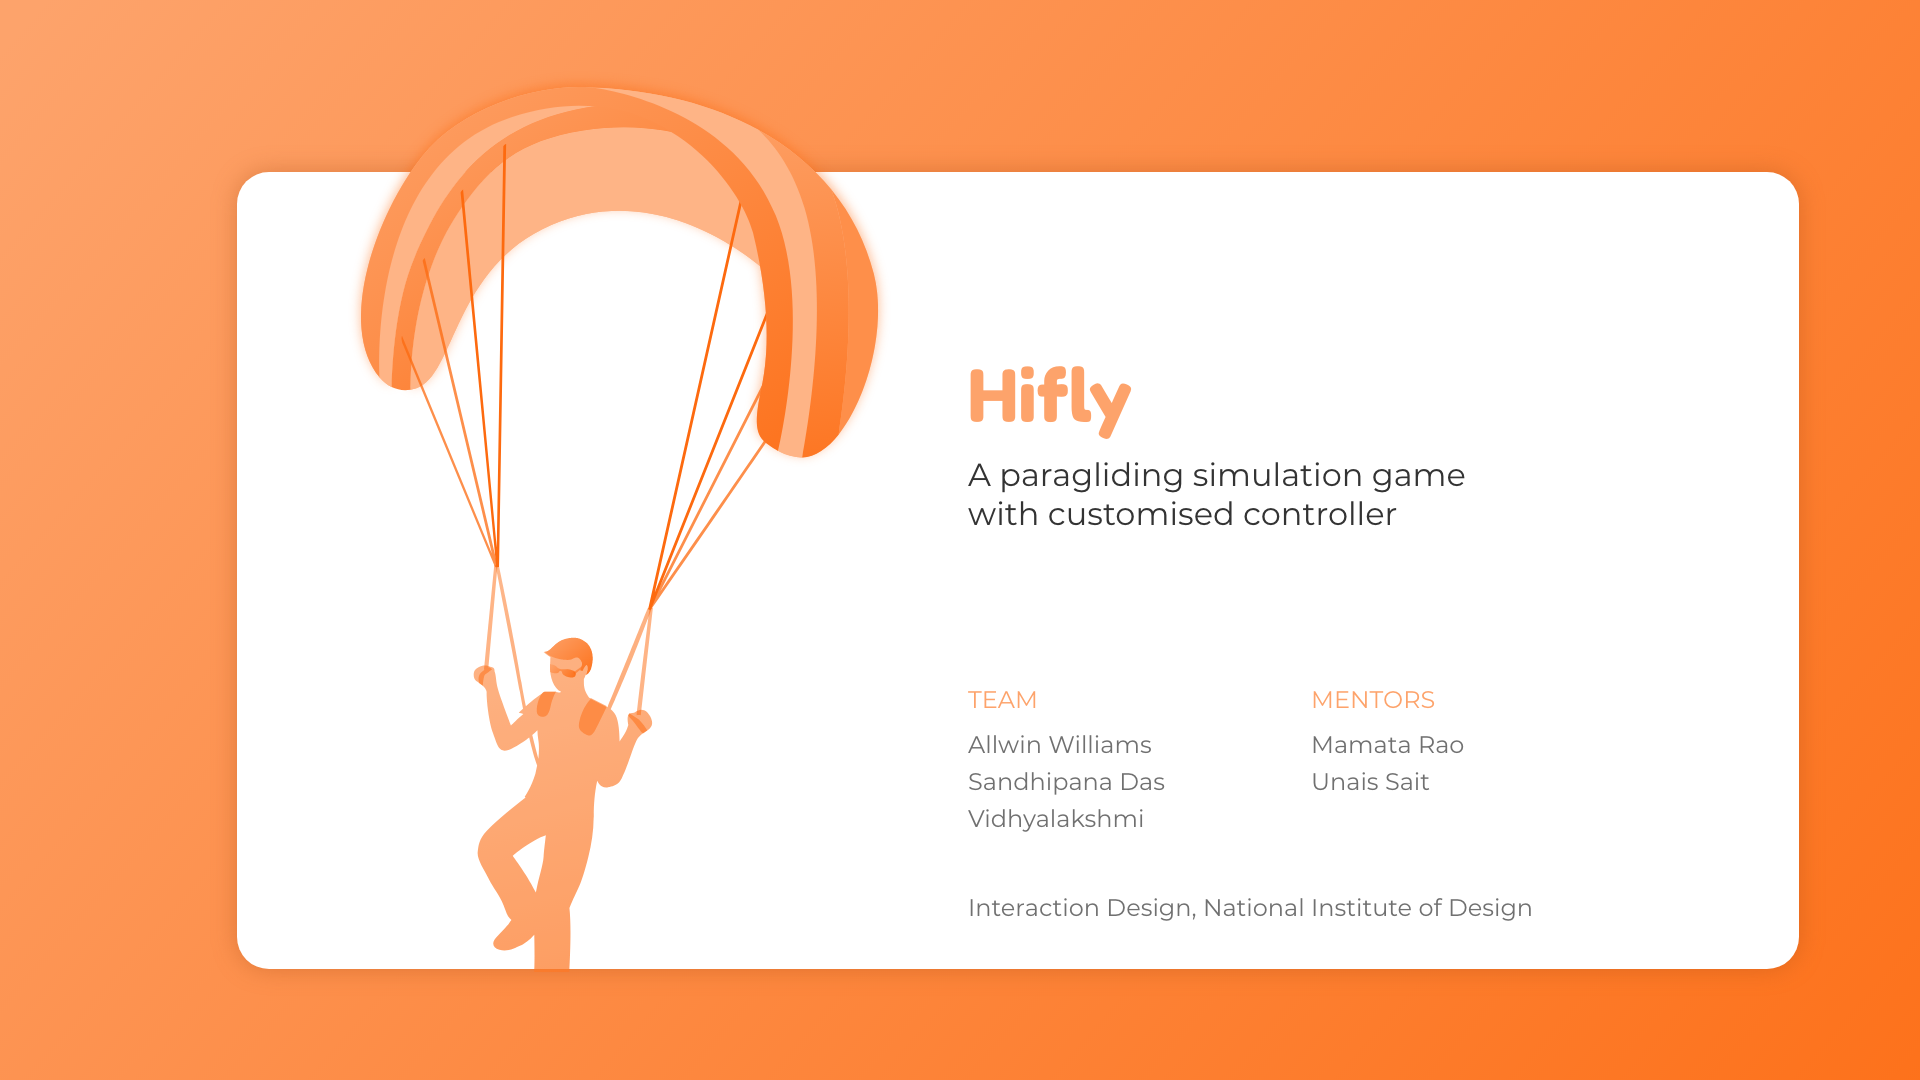 Hifly
A paragliding simulation game
with customised controller
TEAM
Allwin Williams
Sandhipana Das
Vidhyalakshmi
MENTORS
Mamata Rao
Unais Sait
Interaction Design, National Institute of Design